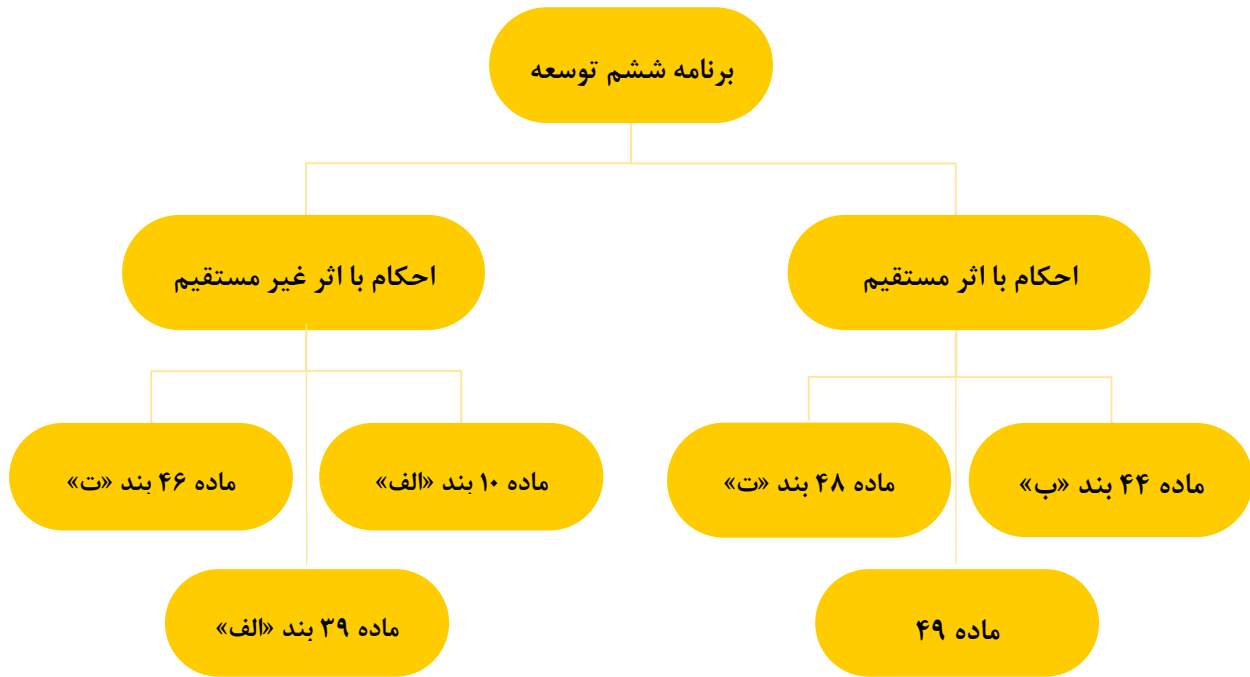 برنامه ششم توسعه
احکام با اثر مستقیم
احکام با اثر غیر مستقیم
ماده ۴۴ بند «ب»
ماده ۴۸ بند «ت»
ماده ۱۰ بند «الف»
ماده ۴۶ بند «ت»
ماده ۴۹
ماده ۳۹ بند «الف»